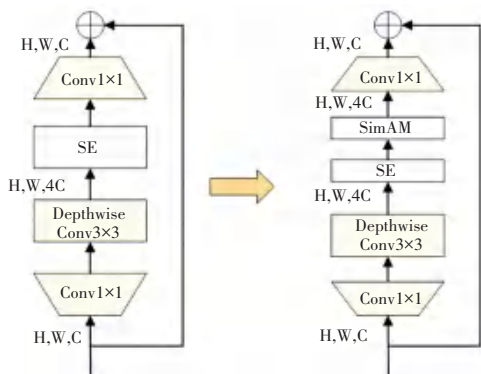 H,W,C
Conv1×1
SE
H,W,4C
Depthwise
Conv3×3
Conv1×1
H,W,C
H,W,C
Conv1×1
H,W,4C
SimAM
SE
H,W,4C
Depthwise
Conv3×3
Conv1×1
H,W,C